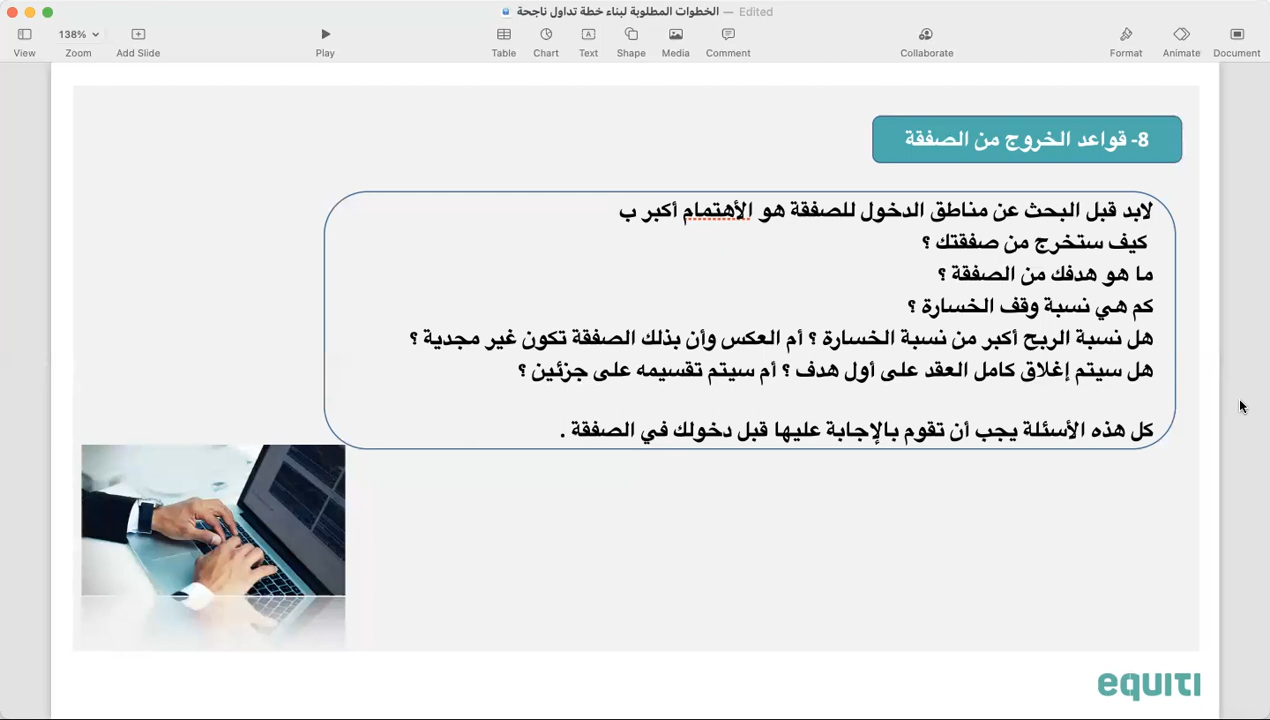 الخطوات المطلوبة لبناء خطة تداول ناجحة — Edited
View
138%
Zoom
Add Slide
Play
Table
Chart
Text
Shape
Media
Comment
Collaborate
Format
Animate
Document
8- قواعد الخروج من الصفقة
لابد قبل البحث عن مناطق الدخول للصفقة هو الأهتمام أكبر ب
كيف ستخرج من صفقتك ؟
ما هو هدفك من الصفقة ؟
كم هي نسبة وقف الخسارة ؟
هل نسبة الربح أكبر من نسبة الخسارة ؟ أم العكس وأن بذلك الصفقة تكون غير مجدية ؟
هل سيتم إغلاق كامل العقد على أول هدف ؟ أم سيتم تقسيمه على جزئين ؟
كل هذه الأسئلة يجب أن تقوم بالإجابة عليها قبل دخولك في الصفقة .
equiti